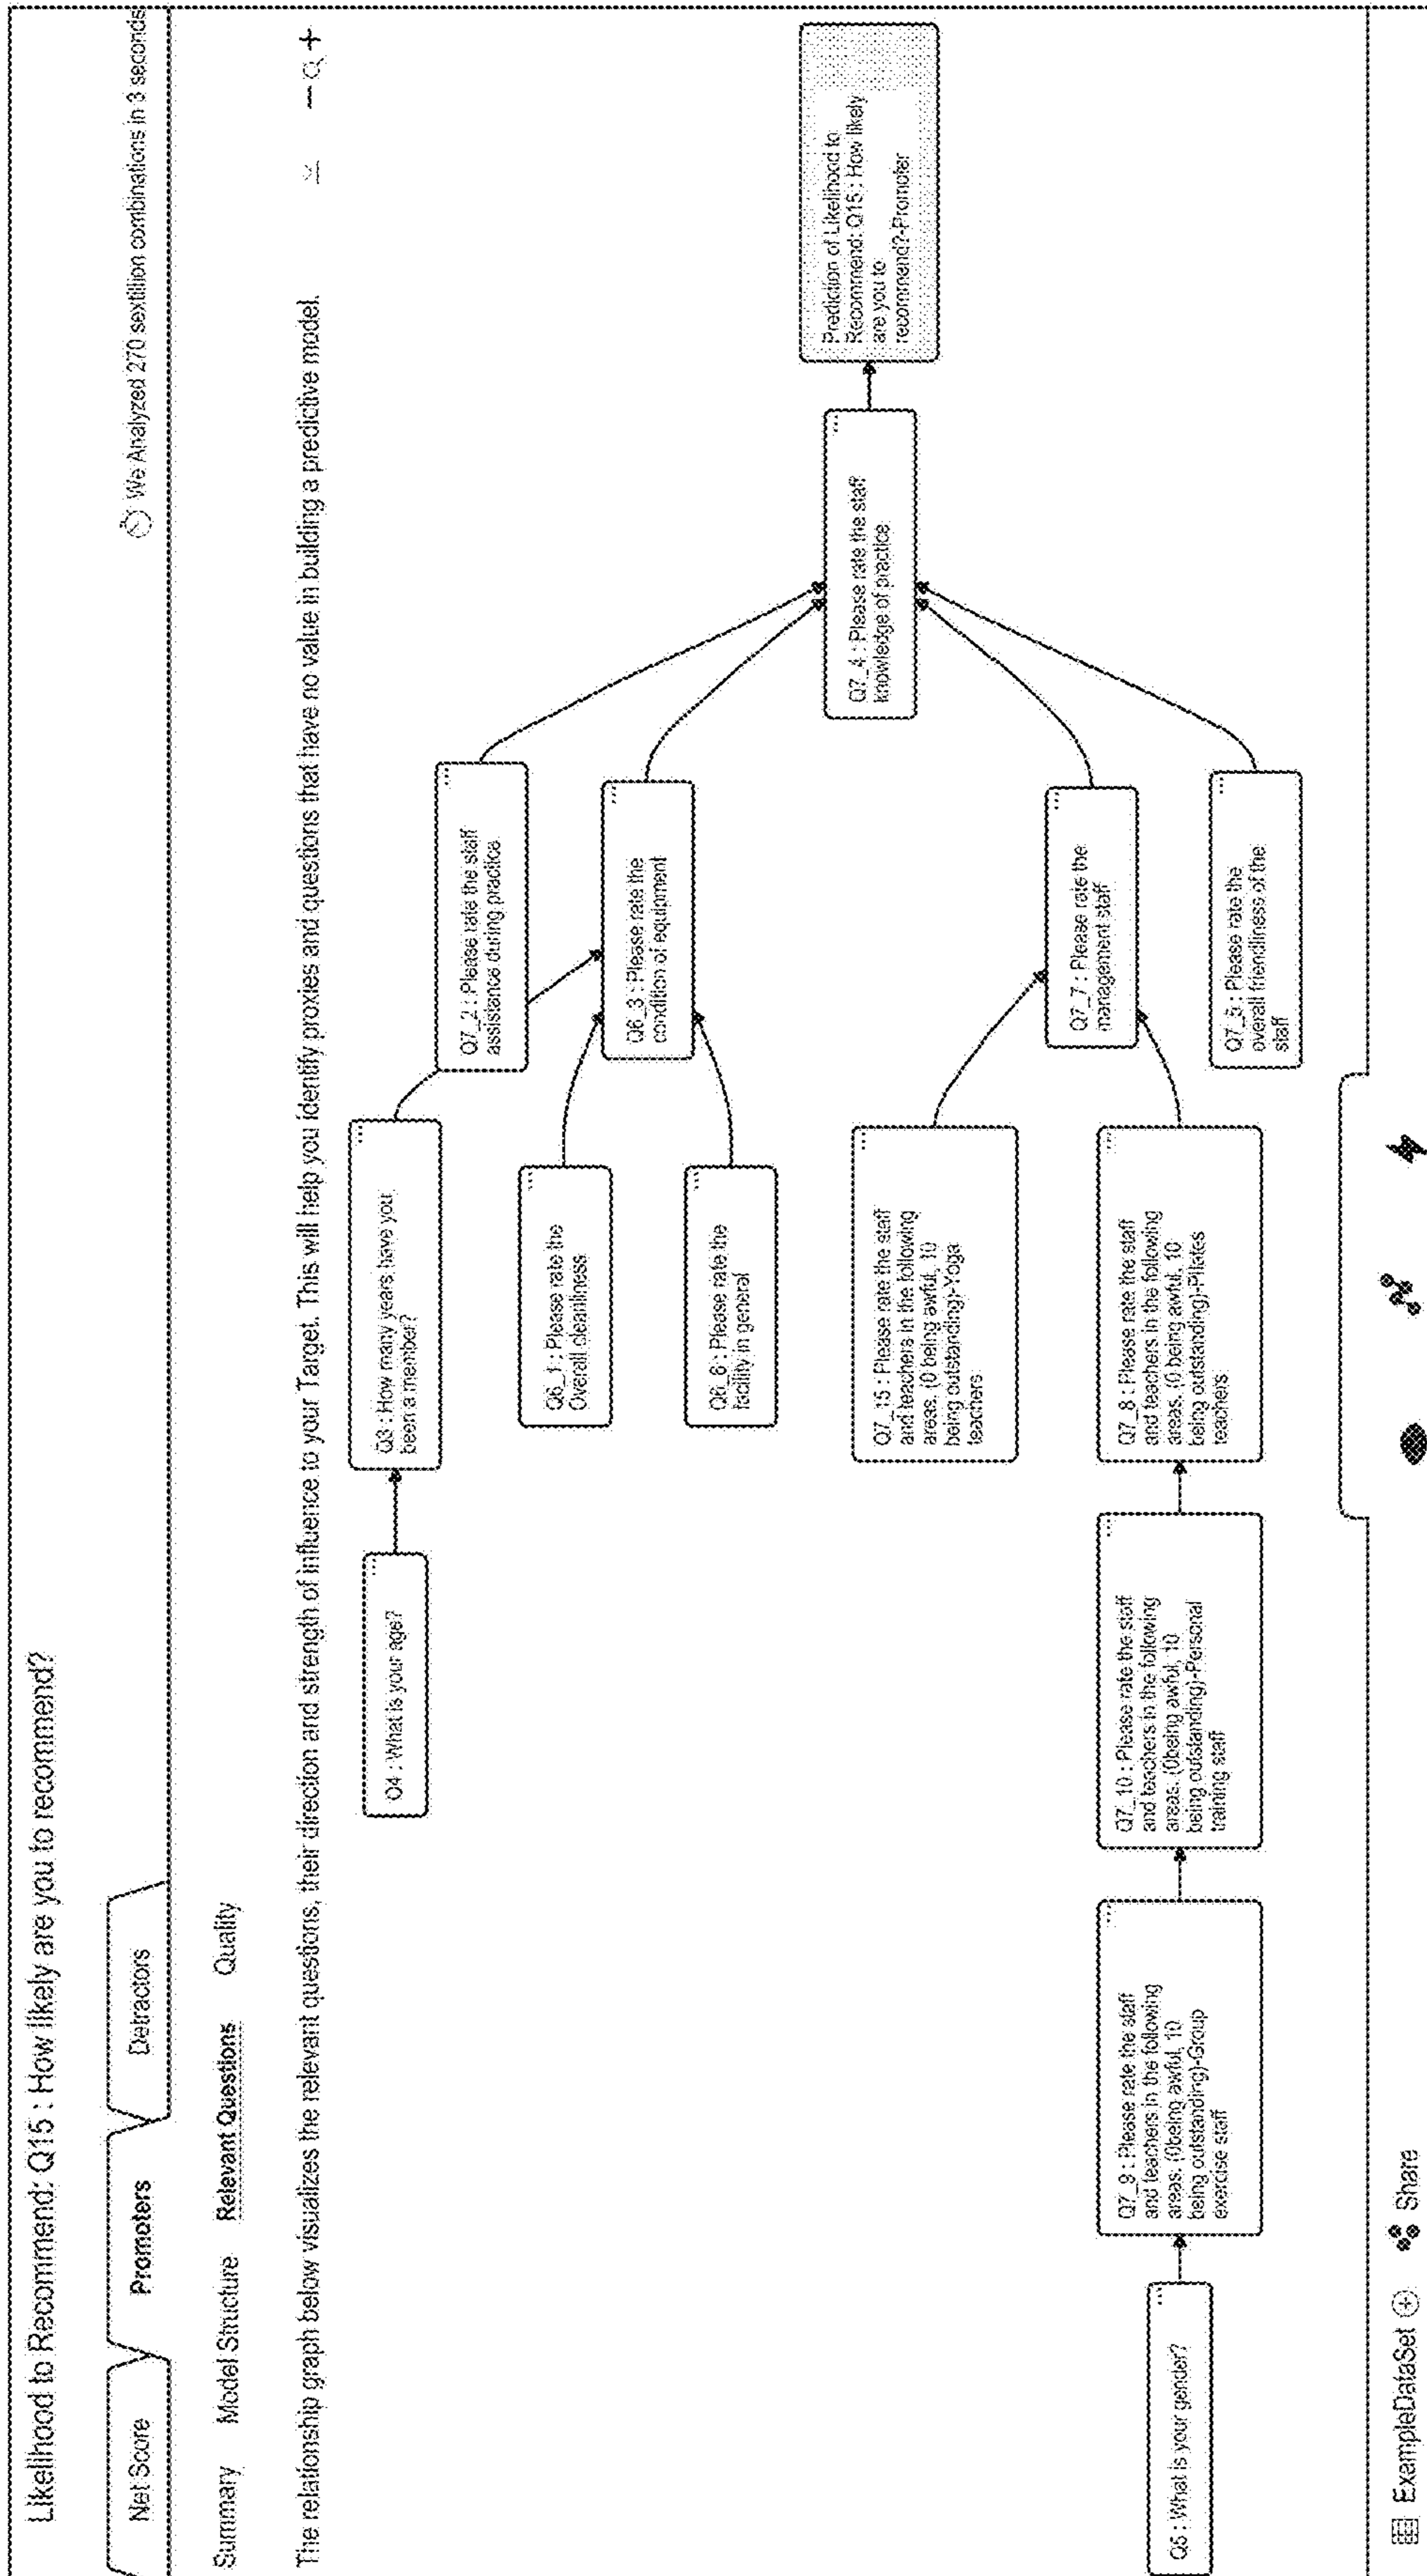 Likelihood to Recommend: Q15 : How likely are you to recommend?
Net Score
Promoters
Detractors
We Analyzed 270 sextillion combinations in 3 seconds
Summary
Model Structure
Relevant Questions
Quality
The relationship graph below visualizes the relevant questions, their direction and strength of influence to your Target. This will help you identify proxies and questions that have no value in building a predictive model.
Q4 : What is your age?
Q3 : How many years have you
been a member?
Q7_2 : Please rate the staff
assistance during practice
Q6_1 : Please rate the
Overall cleanliness
Q6_3 : Please rate the
condition of equipment
Q6_6 : Please rate the
facility in general
Q7_4 : Please rate the staff
knowledge of practice
Prediction of Likelihood to
Recommend: Q15 : How likely
are you to
recommend?-Promoter
Q7_15 : Please rate the staff
and teachers in the following
areas. (0 being awful, 10
being outstanding)-Yoga
teachers
Q7_7 : Please rate the
management staff
Q5 : What is your gender?
Q7_9 : Please rate the staff
and teachers in the following
areas. (0being awful, 10
being outstanding)-Group
exercise staff
Q7_10 : Please rate the staff
and teachers in the following
areas. (0being awful, 10
being outstanding)-Personal
training staff
Q7_8 : Please rate the staff
and teachers in the following
areas. (0 being awful, 10
being outstanding)-Pilates
teachers
Q7_5 : Please rate the
overall friendliness of the
staff
ExampleDataSet
Share